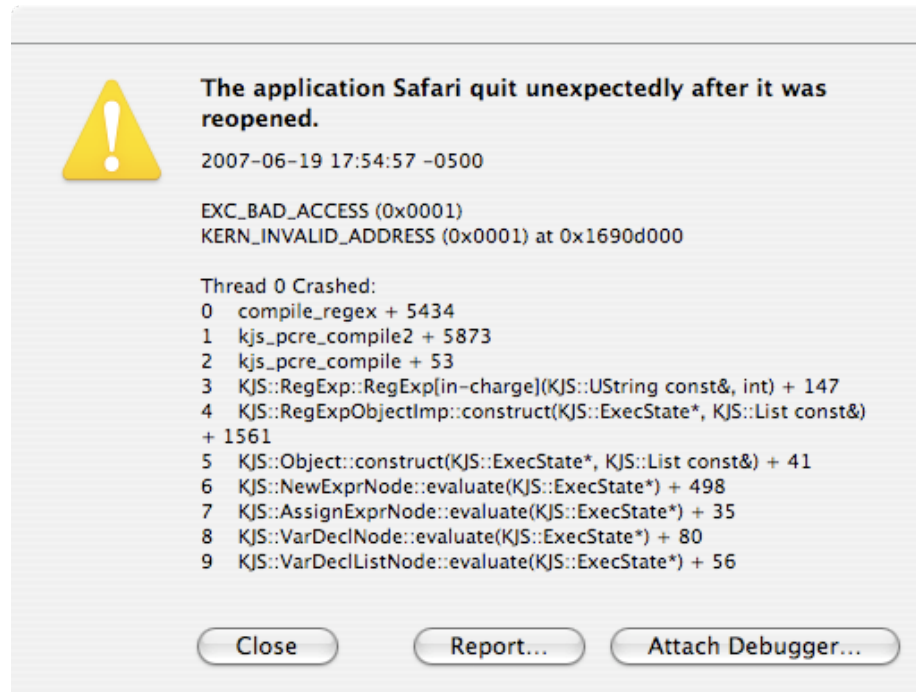 The application Safari quit unexpectedly after it was
reopened.
2007-06-19 17:54:57 -0500
EXC_BAD_ACCESS (0x0001)
KERN_INVALID_ADDRESS (0x0001) at 0x1690d000
Thread 0 Crashed:
0 compile_regex + 5434
1 kjs_pcre_compile2 + 5873
2 kjs_pcre_compile + 53
3 KJS::RegExp::RegExp[in-charge](KJS::UString const&, int) + 147
4 KJS::RegExpObjectImp::construct(KJS::ExecState*, KJS::List const&)
+ 1561
5 KJS::Object::construct(KJS::ExecState*, KJS::List const&) + 41
6 KJS::NewExprNode::evaluate(KJS::ExecState*) + 498
7 KJS::AssignExprNode::evaluate(KJS::ExecState*) + 35
8 KJS::VarDeclNode::evaluate(KJS::ExecState*) + 80
9 KJS::VarDeclListNode::evaluate(KJS::ExecState*) + 56
Close Report... Attach Debugger...